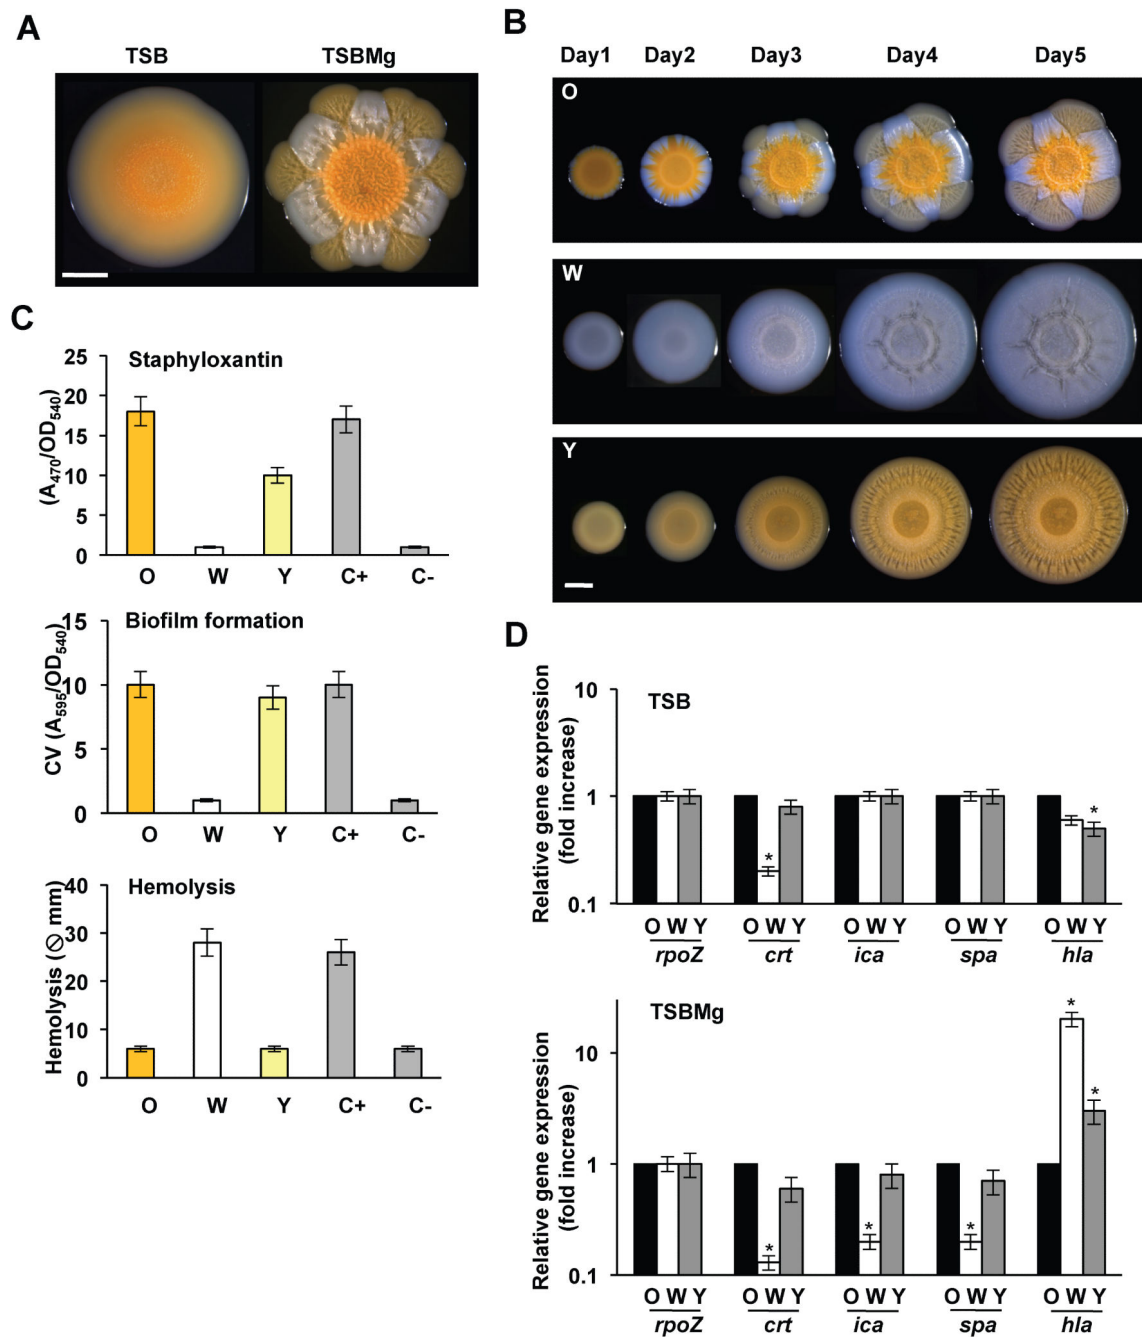 A
TSB
TSBMg
B
Day1
Day2
Day3
Day4
Day5
O
W
Y
C
Staphyloxantin
(A470/OD540)
25
20
15
10
5
0
O
W
Y
C+
C-
Biofilm formation
CV (A595/OD540)
15
10
5
0
O
W
Y
C+
C-
Hemolysis
Hemolysis (⦸ mm)
40
30
20
10
0
O
W
Y
C+
C-
D
TSB
Relative gene expression
(fold increase)
10
1
0.1
*
*
O W Y
O W Y
O W Y
O W Y
O W Y
rpoZ
crt
ica
spa
hla
TSBMg
Relative gene expression
(fold increase)
10
1
0.1
*
*
*
*
*
O W Y
O W Y
O W Y
O W Y
O W Y
rpoZ
crt
ica
spa
hla